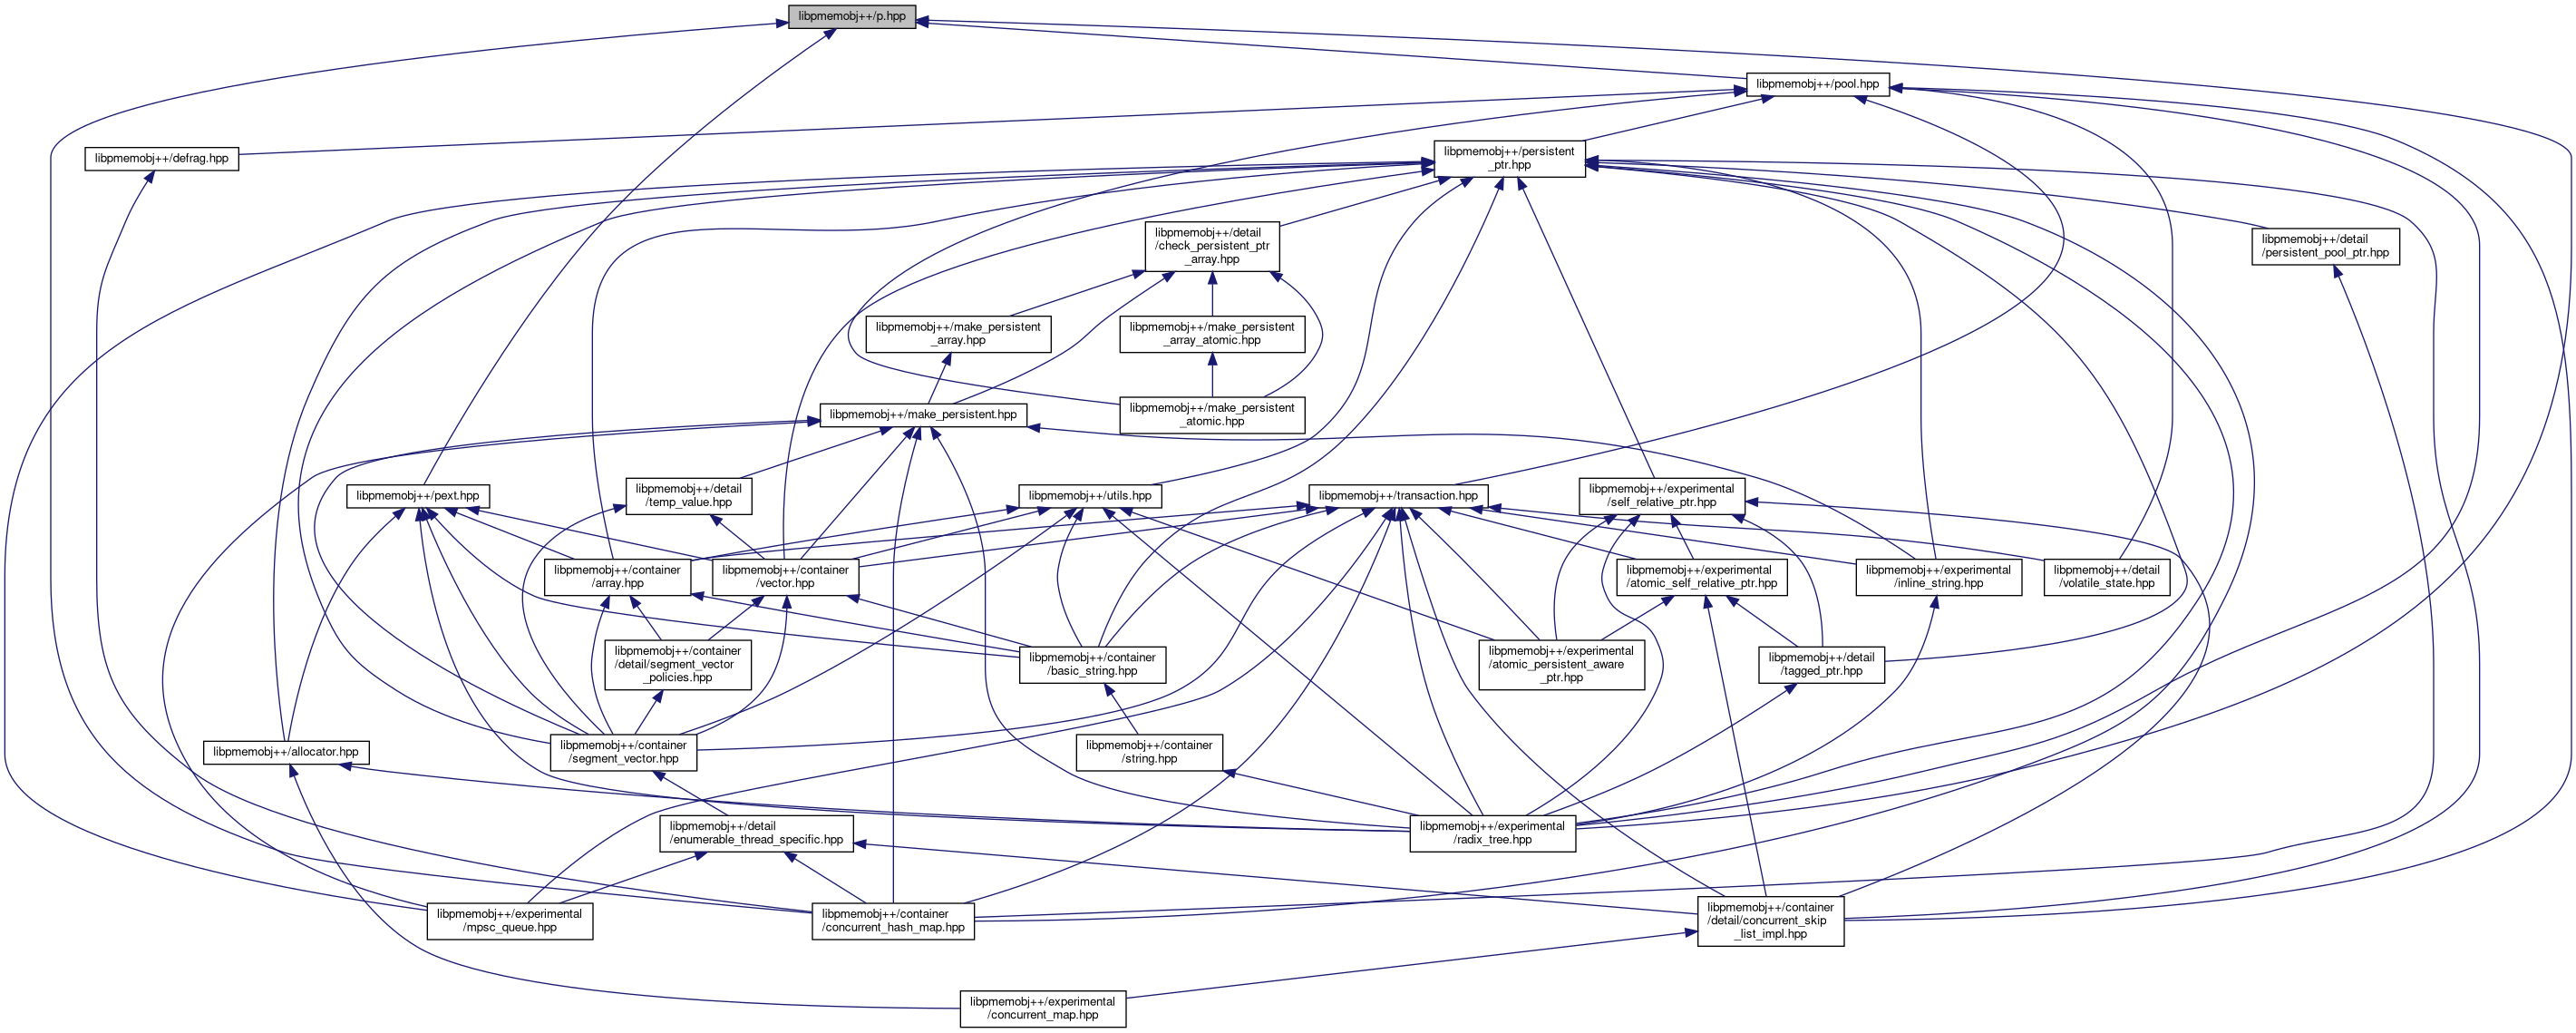 libpmemobj++/p.hpp
libpmemobj++/pool.hpp
libpmemobj++/defrag.hpp
libpmemobj++/persistent
_ptr.hpp
libpmemobj++/detail
/check_persistent_ptr
_array.hpp
libpmemobj++/detail
/persistent_pool_ptr.hpp
libpmemobj++/make_persistent
_array.hpp
libpmemobj++/make_persistent
_array_atomic.hpp
libpmemobj++/make_persistent.hpp
libpmemobj++/make_persistent
_atomic.hpp
libpmemobj++/pext.hpp
libpmemobj++/detail
/temp_value.hpp
libpmemobj++/utils.hpp
libpmemobj++/transaction.hpp
libpmemobj++/experimental
/self_relative_ptr.hpp
libpmemobj++/container
/array.hpp
libpmemobj++/container
/vector.hpp
libpmemobj++/experimental
/atomic_self_relative_ptr.hpp
libpmemobj++/experimental
/inline_string.hpp
libpmemobj++/detail
/volatile_state.hpp
libpmemobj++/container
/detail/segment_vector
_policies.hpp
libpmemobj++/container
/basic_string.hpp
libpmemobj++/experimental
/atomic_persistent_aware
_ptr.hpp
libpmemobj++/detail
/tagged_ptr.hpp
libpmemobj++/allocator.hpp
libpmemobj++/container
/segment_vector.hpp
libpmemobj++/container
/string.hpp
libpmemobj++/detail
/enumerable_thread_specific.hpp
libpmemobj++/experimental
/radix_tree.hpp
libpmemobj++/experimental
/mpsc_queue.hpp
libpmemobj++/container
/concurrent_hash_map.hpp
libpmemobj++/container
/detail/concurrent_skip
_list_impl.hpp
libpmemobj++/experimental
/concurrent_map.hpp